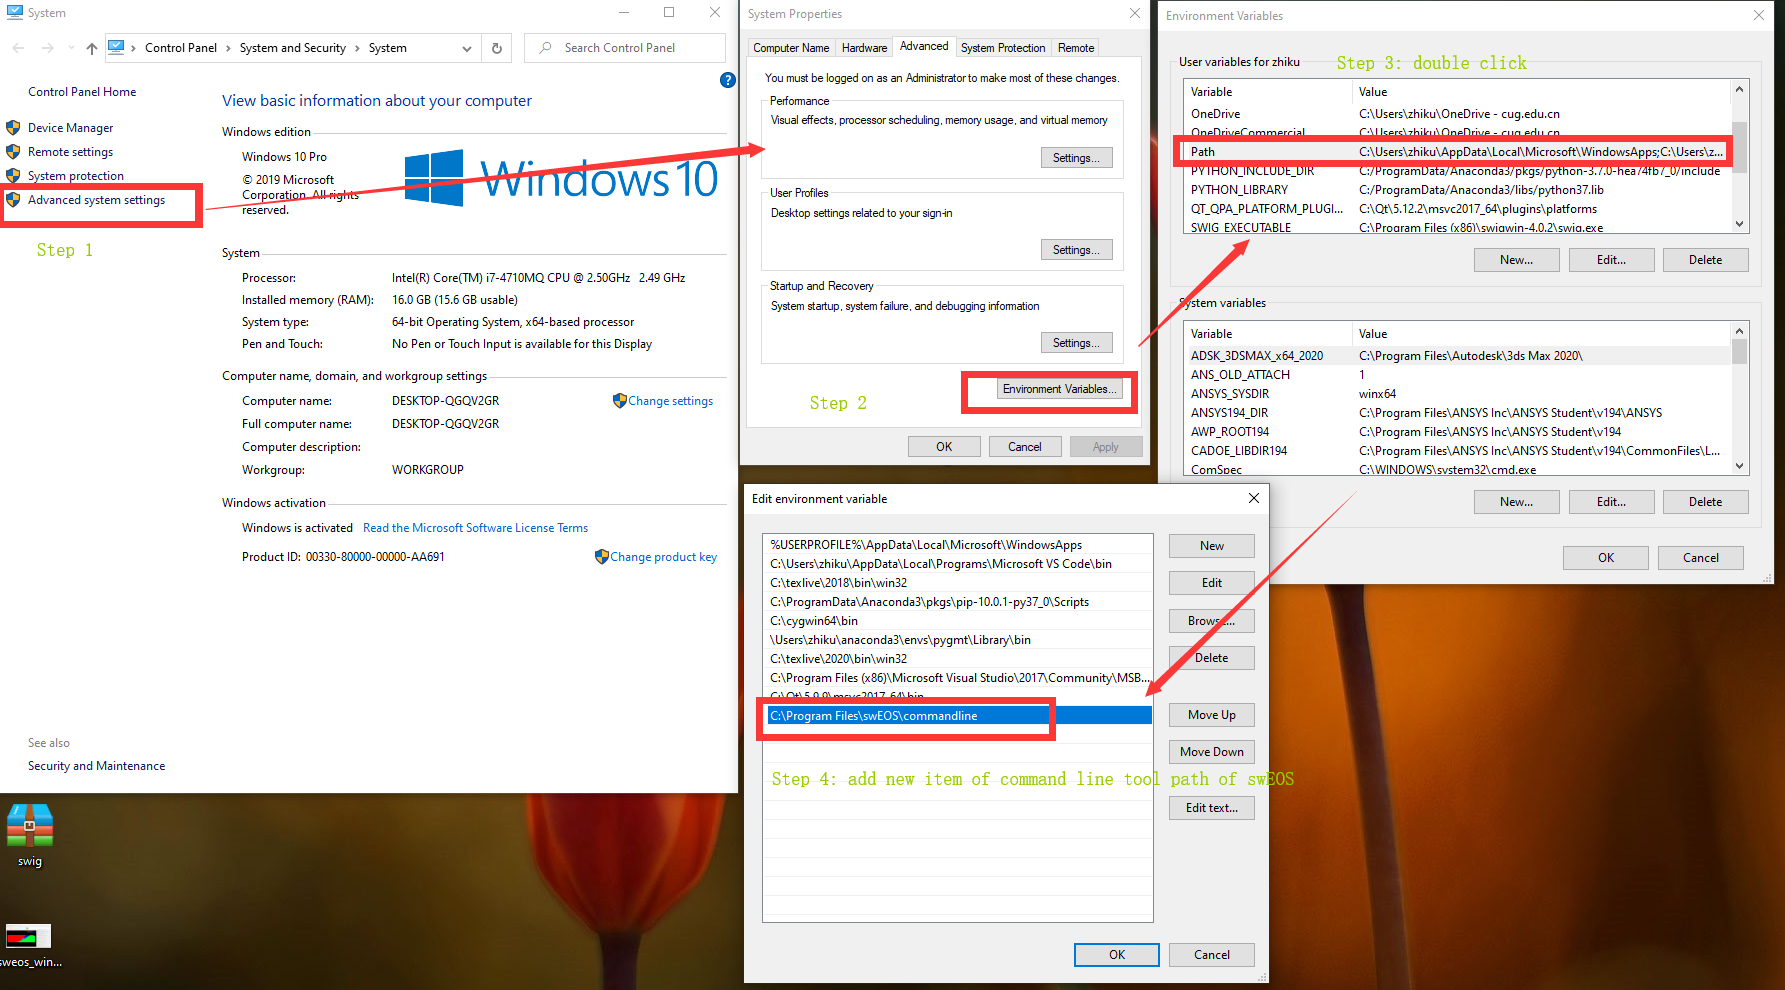 System
Control Panel > System and Security > System
Search Control Panel
Control Panel Home
Device Manager
Remote settings
System protection
Advanced system settings
Step 1
See also
Security and Maintenance
View basic information about your computer
Windows edition
Windows 10 Pro
© 2019 Microsoft
Corporation. All rights
reserved.
Windows 10
System
Processor: Intel(R) Core(TM) i7-4710MQ CPU @ 2.50GHz 2.49 GHz
Installed memory (RAM): 16.0 GB (15.6 GB usable)
System type: 64-bit Operating System, x64-based processor
Pen and Touch: No Pen or Touch Input is available for this Display
Computer name, domain, and workgroup settings
Computer name: DESKTOP-QGQV2GR Change settings
Full computer name: DESKTOP-QGQV2GR
Computer description:
Workgroup: WORKGROUP
Windows activation
Windows is activated Read the Microsoft Software License Terms
Product ID: 00330-80000-00000-AA691 Change product key
swig
sweos_win...
System Properties
Computer Name Hardware Advanced System Protection Remote
You must be logged on as an Administrator to make most of these changes.
Performance
Visual effects, processor scheduling, memory usage, and virtual memory
Settings...
User Profiles
Desktop settings related to your sign-in
Settings...
Startup and Recovery
System startup, system failure, and debugging information
Settings...
Environment Variables...
Step 2
OK Cancel Apply
Environment Variables
User variables for zhiku
Step 3: double click
Variable Value
OneDrive C:\Users\zhiku\OneDrive - cug.edu.cn
OneDriveCommercial C:\Users\zhiku\OneDrive - cug.edu.cn
Path C:\Users\zhiku\AppData\Local\Microsoft\WindowsApps;C:\Users\z...
PYTHON_INCLUDE_DIR C:/ProgramData/Anaconda3/pkgs/python-3.7.0-hea74fb7_0/include
PYTHON_LIBRARY C:/ProgramData/Anaconda3/libs/python37.lib
QT_QPA_PLATFORM_PLUGI... C:\Qt\5.12.2\msvc2017_64\plugins\platforms
SWIG_EXECUTABLE C:\Program Files (x86)\swigwin-4.0.2\swig.exe
New... Edit... Delete
System variables
Variable Value
ADSK_3DSMAX_x64_2020 C:\Program Files\Autodesk\3ds Max 2020\
ANS_OLD_ATTACH 1
ANSYS_SYSDIR winx64
ANSYS194_DIR C:\Program Files\ANSYS Inc\ANSYS Student\v194\ANSYS
AWP_ROOT194 C:\Program Files\ANSYS Inc\ANSYS Student\v194
CADOE_LIBDIR194 C:\Program Files\ANSYS Inc\ANSYS Student\v194\CommonFiles\L...
ComSpec C:\WINDOWS\system32\cmd.exe
New... Edit... Delete
OK Cancel
Edit environment variable
%USERPROFILE%\AppData\Local\Microsoft\WindowsApps
C:\Users\zhiku\AppData\Local\Programs\Microsoft VS Code\bin
C:\texlive\2018\bin\win32
C:\ProgramData\Anaconda3\pkgs\pip-10.0.1-py37_0\Scripts
C:\cygwin64\bin
\Users\zhiku\anaconda3\envs\pygmt\Library\bin
C:\texlive\2020\bin\win32
C:\Program Files (x86)\Microsoft Visual Studio\2017\Community\MSB...
C:\Qt\5.9.9\msvc2017_64\bin
C:\Program Files\swEOS\commandline
Step 4: add new item of command line tool path of swEOS
New
Edit
Browse...
Delete
Move Up
Move Down
Edit text...
OK Cancel